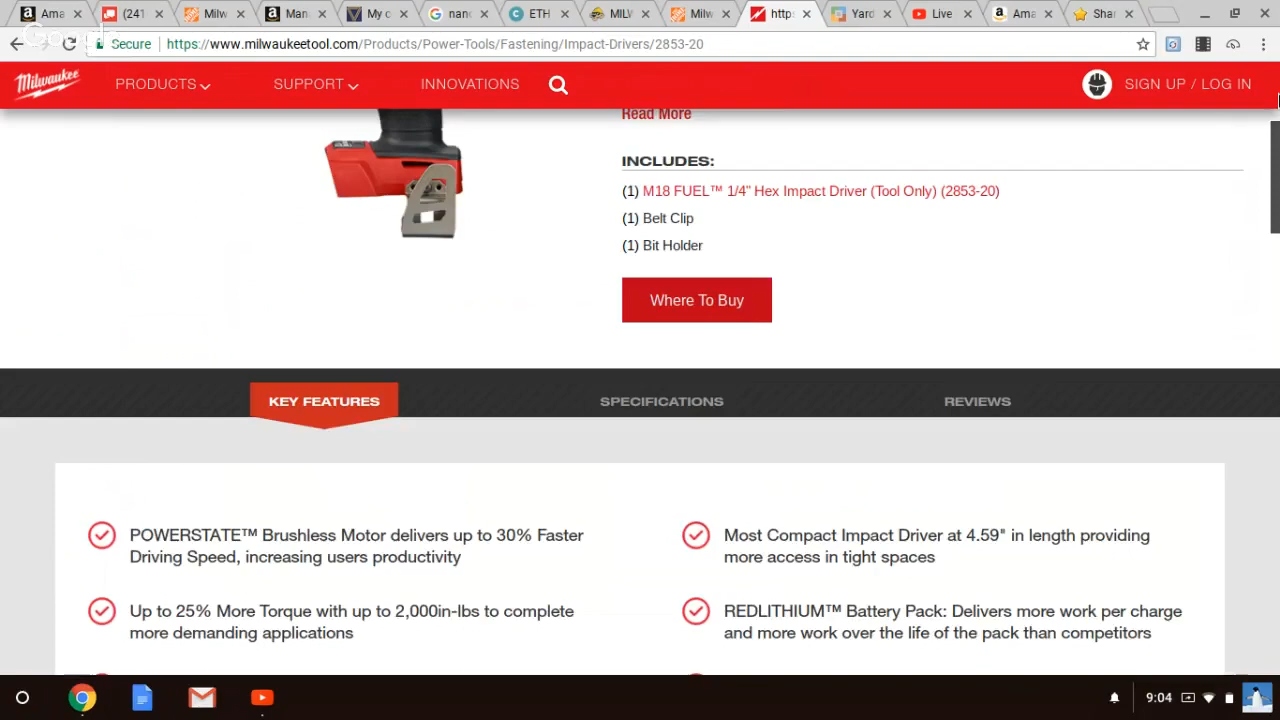 Ama
(241
Milw
Man
My c
nan
ETH
MILW
Milw
https
Yard
Live
Ama
Shar
Secure https://www.milwaukeetool.com/Products/Power-Tools/Fastening/Impact-Drivers/2853-20
Milwaukee PRODUCTS SUPPORT INNOVATIONS SIGN UP / LOG IN
Read More
INCLUDES:
(1) M18 FUEL™ 1/4" Hex Impact Driver (Tool Only) (2853-20)
(1) Belt Clip
(1) Bit Holder
Where To Buy
KEY FEATURES SPECIFICATIONS REVIEWS
POWERSTATE™ Brushless Motor delivers up to 30% Faster
Driving Speed, increasing users productivity
Most Compact Impact Driver at 4.59" in length providing
more access in tight spaces
Up to 25% More Torque with up to 2,000in-lbs to complete
more demanding applications
REDLITHIUM™ Battery Pack: Delivers more work per charge
and more work over the life of the pack than competitors
9:04